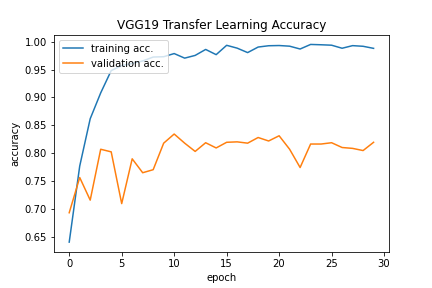 VGG19 Transfer Learning Accuracy
1.00
0.95
0.90
0.85
0.80
0.75
0.70
0.65
accuracy
training acc.
validation acc.
0 5 10 15 20 25 30
epoch